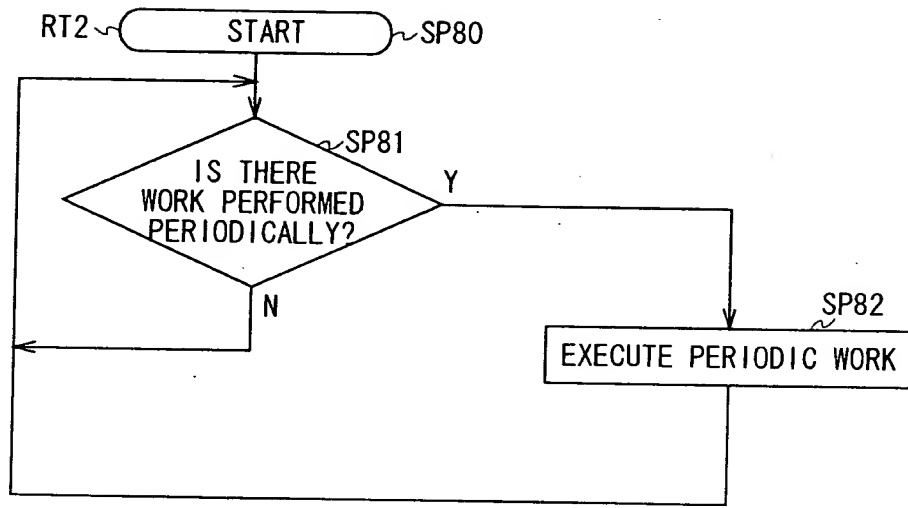 RT2 START SP80
SP81
IS THERE
WORK PERFORMED
PERIODICALLY?
Y
N
SP82
EXECUTE PERIODIC WORK